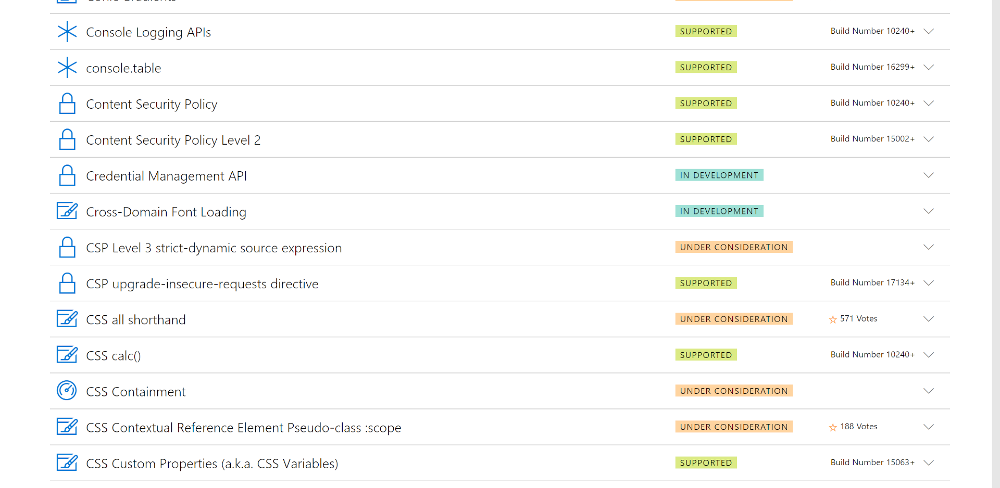 Console Logging APIs SUPPORTED Build Number 10240+
console.table SUPPORTED Build Number 16299+
Content Security Policy SUPPORTED Build Number 10240+
Content Security Policy Level 2 SUPPORTED Build Number 15002+
Credential Management API IN DEVELOPMENT
Cross-Domain Font Loading IN DEVELOPMENT
CSP Level 3 strict-dynamic source expression UNDER CONSIDERATION
CSP upgrade-insecure-requests directive SUPPORTED Build Number 17134+
CSS all shorthand UNDER CONSIDERATION 571 Votes
CSS calc() SUPPORTED Build Number 10240+
CSS Containment UNDER CONSIDERATION
CSS Contextual Reference Element Pseudo-class :scope UNDER CONSIDERATION 188 Votes
CSS Custom Properties (a.k.a. CSS Variables) SUPPORTED Build Number 15063+